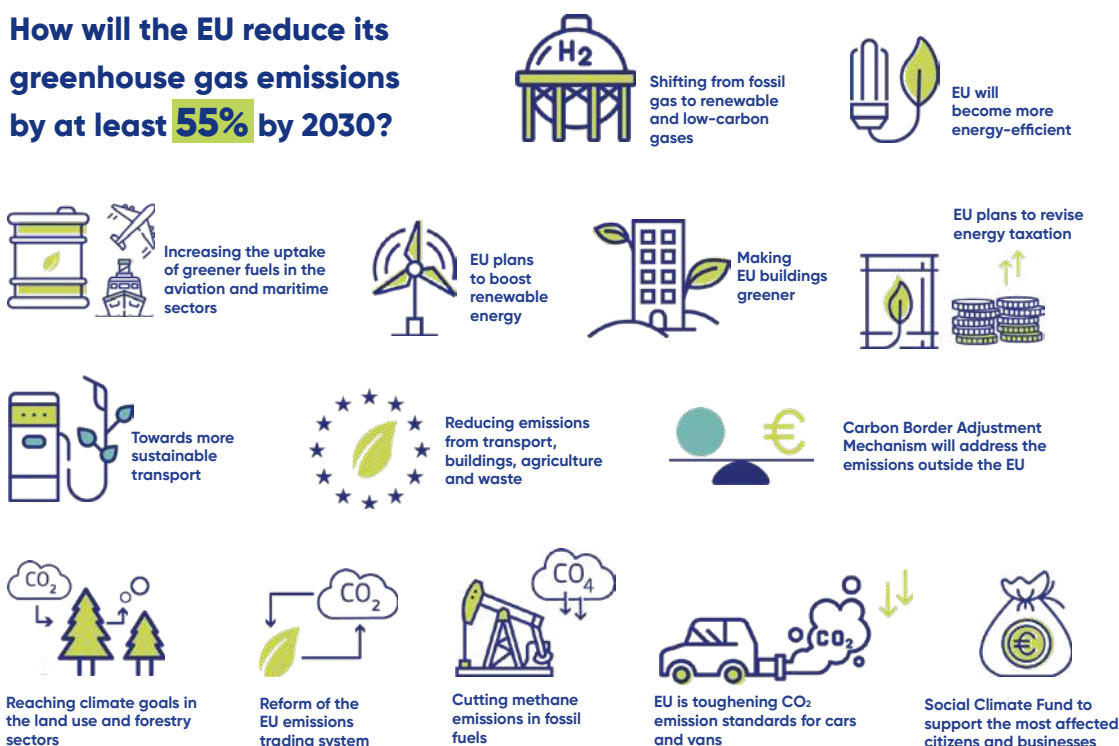 How will the EU reduce its
greenhouse gas emissions
by at least 55% by 2030?
H2
Shifting from fossil
gas to renewable
and low-carbon
gases
EU will
become more
energy-efficient
Increasing the uptake
of greener fuels in the
aviation and maritime
sectors
EU plans
to boost
renewable
energy
Making
EU buildings
greener
EU plans to revise
energy taxation
Towards more
sustainable
transport
Reducing emissions
from transport,
buildings, agriculture
and waste
€
Carbon Border Adjustment
Mechanism will address the
emissions outside the EU
CO₂
Reaching climate goals in
the land use and forestry
sectors
CO₂
Reform of the
EU emissions
trading system
CO₄
Cutting methane
emissions in fossil
fuels
CO₂
EU is toughening CO₂
emission standards for cars
and vans
€
Social Climate Fund to
support the most affected
citizens and businesses